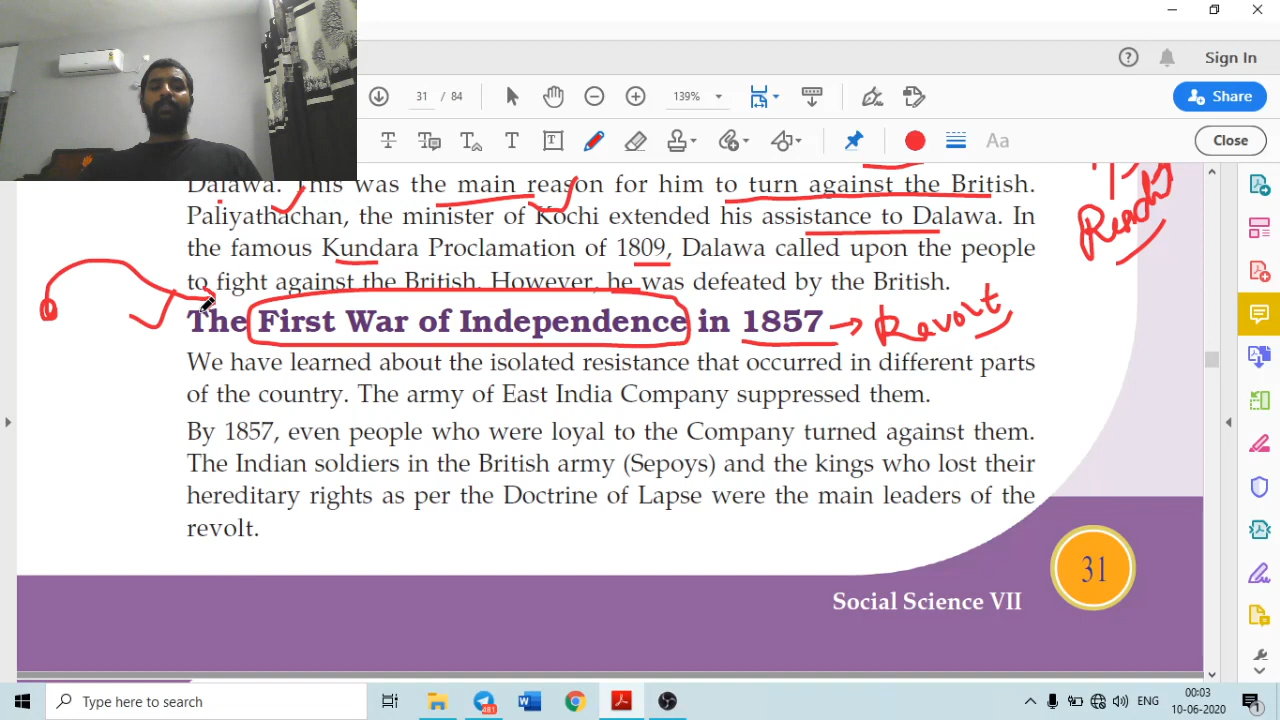 Sign In
31 / 84
139%
Share
Aa
Close
Dalawa. This was the main reason for him to turn against the British.
Paliyathachan, the minister of Kochi extended his assistance to Dalawa. In
the famous Kundara Proclamation of 1809, Dalawa called upon the people
to fight against the British. However, he was defeated by the British.
The First War of Independence in 1857 → Revolt
We have learned about the isolated resistance that occurred in different parts
of the country. The army of East India Company suppressed them.
By 1857, even people who were loyal to the Company turned against them.
The Indian soldiers in the British army (Sepoys) and the kings who lost their
hereditary rights as per the Doctrine of Lapse were the main leaders of the
revolt.
31
Social Science VII
Type here to search
481
ENG
00:03
10-06-2020
1